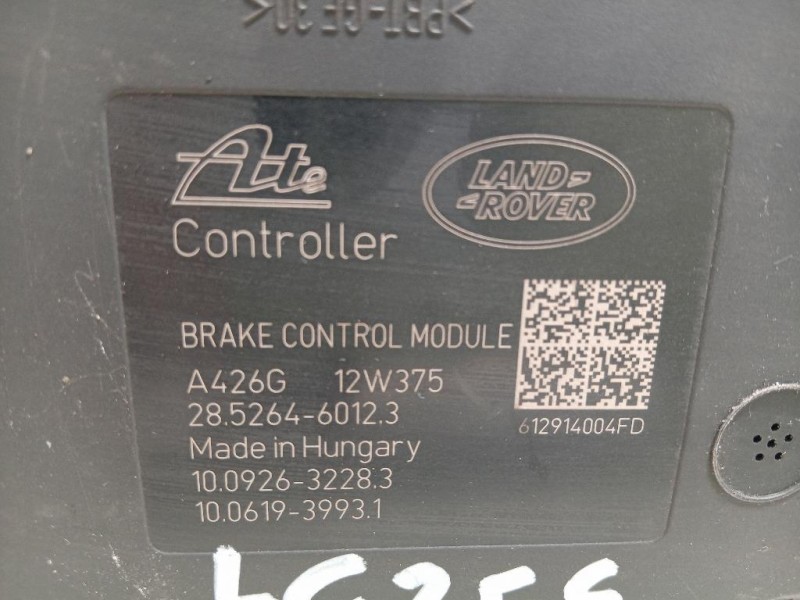 >PBT-GF30<
Ate
LAND
ROVER
Controller
BRAKE CONTROL MODULE
A426G 12W375
28.5264-6012.3
612914004FD
Made in Hungary
10.0926-3228.3
10.0619-3993.1